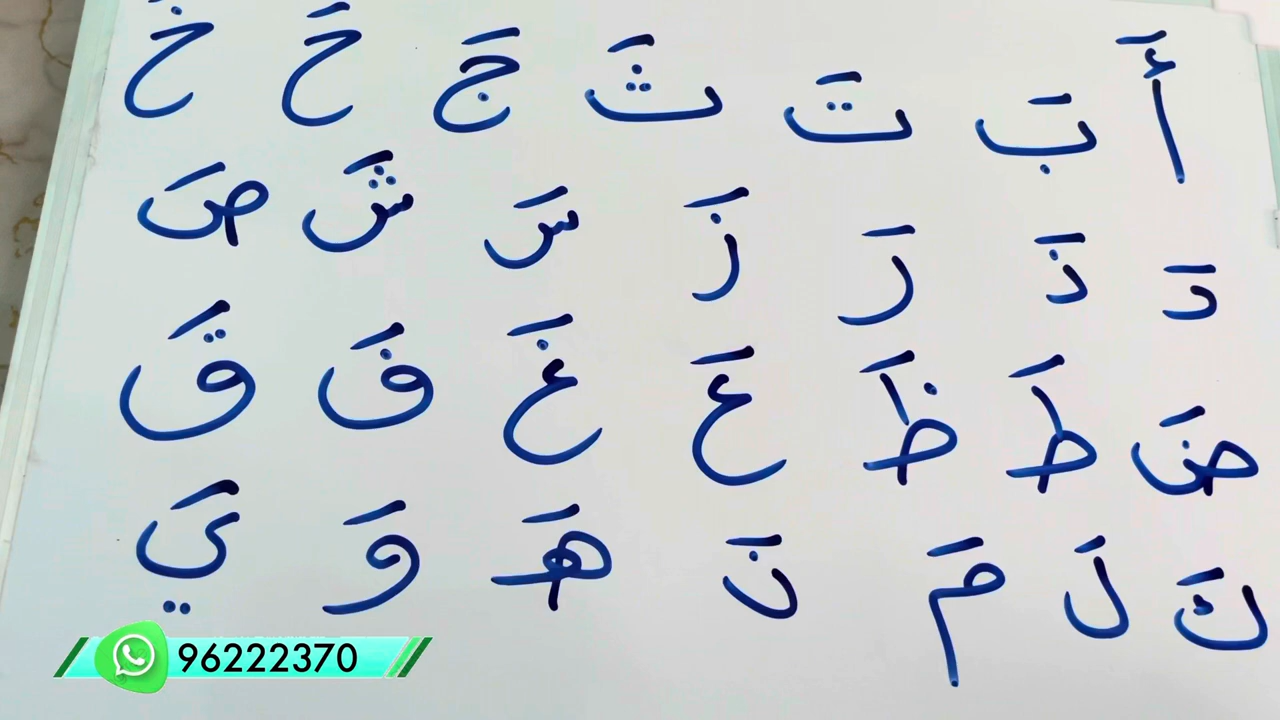 أَ بَ تَ ثَ جَ حَ خَ
دَ ذَ رَ زَ سَ شَ صَ
ضَ طَ ظَ عَ غَ فَ قَ
كَ لَ مَ نَ هَـ وَ يَ
96222370